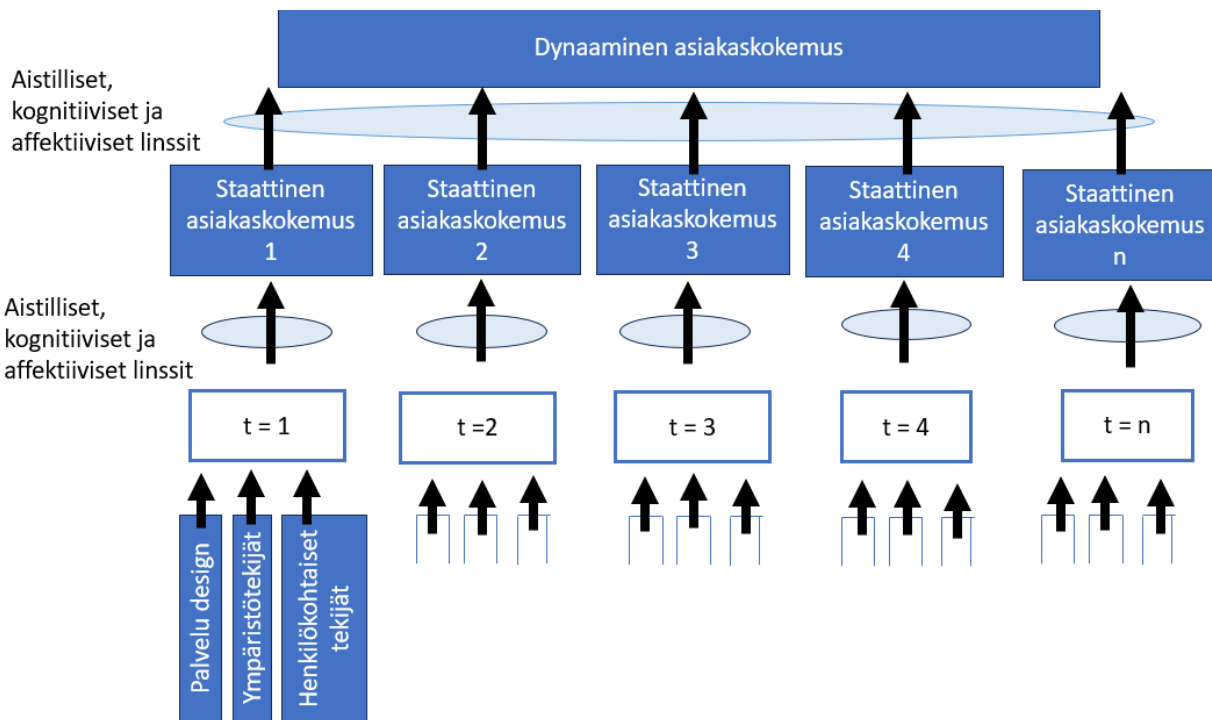 Dynaaminen asiakaskokemus
Aistilliset,
kognitiiviset ja
affektiiviset linssit
Staattinen
asiakaskokemus
1
Staattinen
asiakaskokemus
2
Staattinen
asiakaskokemus
3
Staattinen
asiakaskokemus
4
Staattinen
asiakaskokemus
n
Aistilliset,
kognitiiviset ja
affektiiviset linssit
t = 1
t =2
t = 3
t = 4
t = n
Palvelu design
Ympäristötekijät
Henkilökohtaiset
tekijät